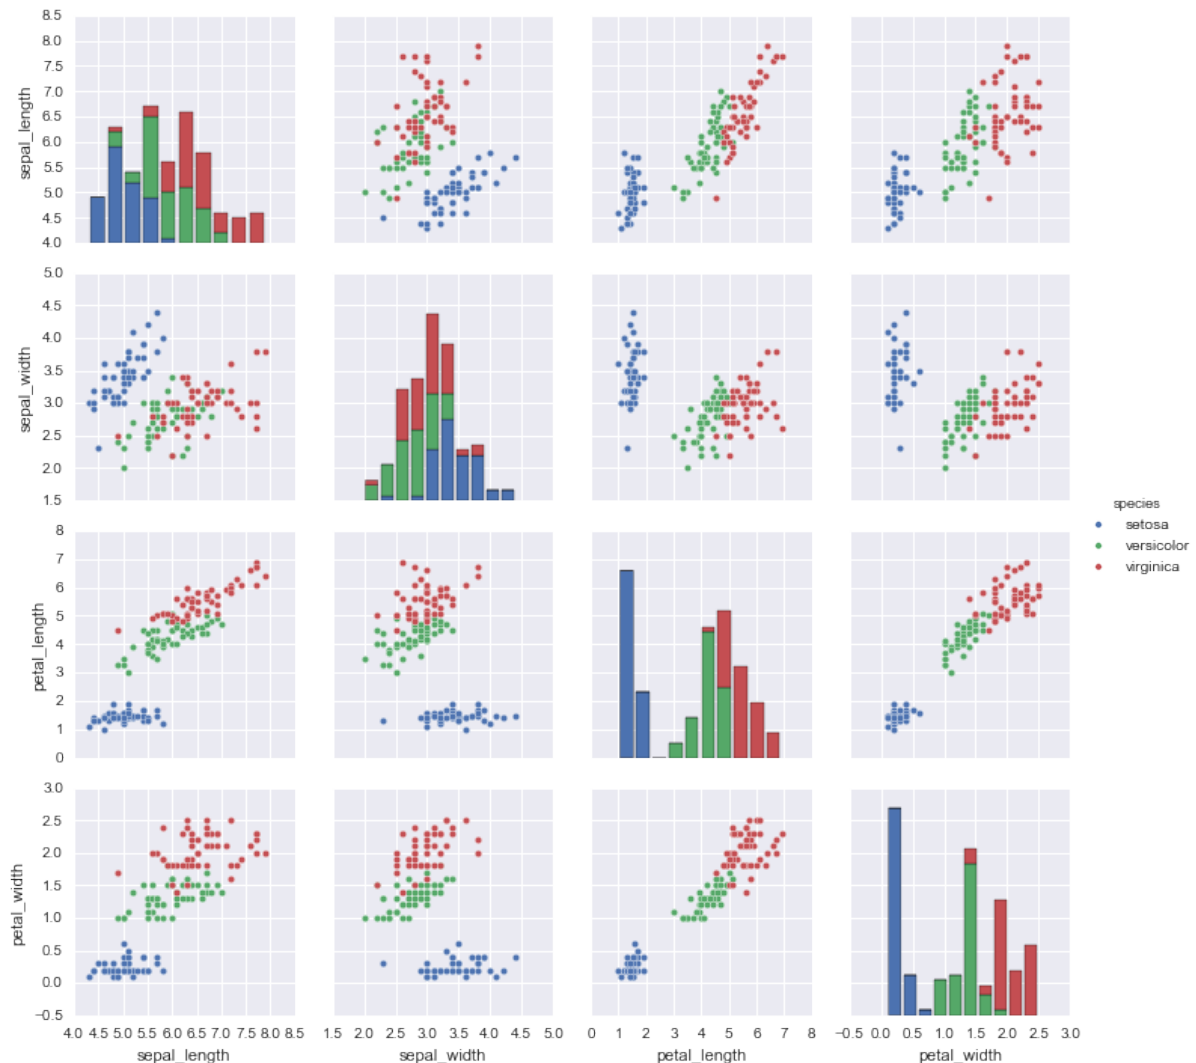 8.5
8.0
7.5
7.0
6.5
6.0
5.5
5.0
4.5
4.0
sepal_length
5.0
4.5
4.0
3.5
3.0
2.5
2.0
1.5
sepal_width
species
setosa
versicolor
virginica
8
7
6
5
4
3
2
1
0
petal_length
3.0
2.5
2.0
1.5
1.0
0.5
0.0
−0.5
petal_width
4.0 4.5 5.0 5.5 6.0 6.5 7.0 7.5 8.0 8.5
sepal_length
2.0 2.5 3.0 3.5 4.0 4.5 5.0
sepal_width
0 1 2 3 4 5 6 7 8
petal_length
−0.5 0.0 0.5 1.0 1.5 2.0 2.5 3.0
petal_width